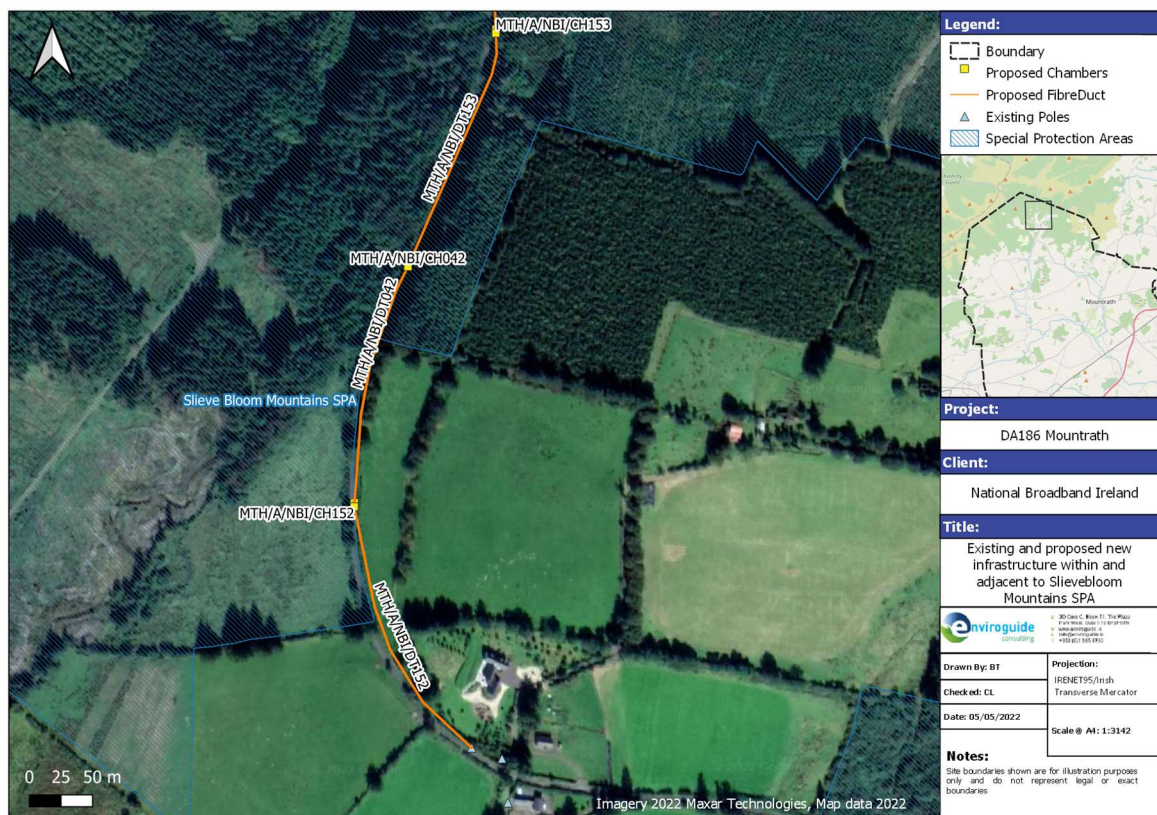 MTH/A/NBI/CH153
MTH/A/NBI/DT153
MTH/A/NBI/CH042
MTH/A/NBI/DT042
Slieve Bloom Mountains SPA
MTH/A/NBI/CH152
MTH/A/NBI/DT152
0 25 50 m
Imagery 2022 Maxar Technologies, Map data 2022
Legend:
Boundary
Proposed Chambers
Proposed FibreDuct
Existing Poles
Special Protection Areas
Mountrath
Project:
DA186 Mountrath
Client:
National Broadband Ireland
Title:
Existing and proposed new
infrastructure within and
adjacent to Slievebloom
Mountains SPA
enviroguide
consulting
Drawn By: BT
Checked: CL
Date: 05/05/2022
Projection:
IRENET95/Irish
Transverse Mercator
Scale @ A4: 1:3142
Notes:
Site boundaries shown are for illustration purposes
only and do not represent legal or exact
boundaries